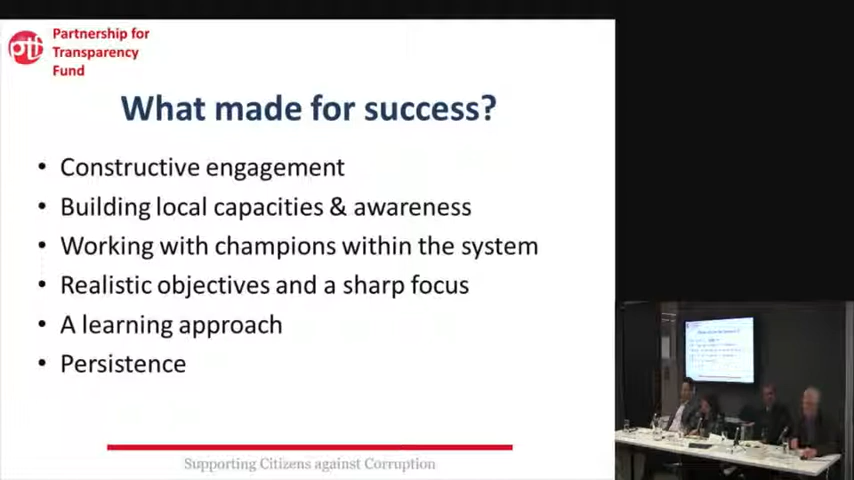 ptf
Partnership for
Transparency
Fund
What made for success?
• Constructive engagement
• Building local capacities & awareness
• Working with champions within the system
• Realistic objectives and a sharp focus
• A learning approach
• Persistence
Supporting Citizens against Corruption